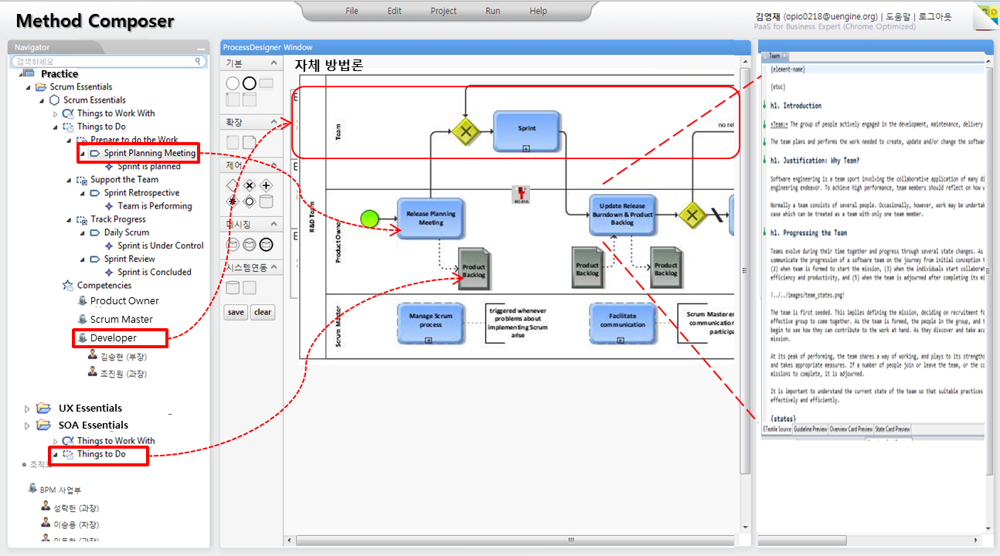 Method Composer
File Edit Project Run Help
김영재 (opio0218@uengine.org) | 도움말 | 로그아웃
PaaS for Business Expert (Chrome Optimized)
Navigator
검색하세요
Practice
Scrum Essentials
Scrum Essentials
Things to Work With
Things to Do
Prepare to do the Work
Sprint Planning Meeting
Sprint is planned
Support the Team
Sprint Retrospective
Team is Performing
Track Progress
Daily Scrum
Sprint is Under Control
Sprint Review
Sprint is Concluded
Competencies
Product Owner
Scrum Master
Developer
김승현 (부장)
조진원 (과장)
UX Essentials
SOA Essentials
Things to Work With
Things to Do
조직도
BPM 사업부
성락현 (과장)
이승용 (차장)
ProcessDesigner Window
기본
확장
제어
메시징
시스템연동
save clear
자체 방법론
R&D Team
Team
Sprint
no rel
Product Owner
Release Planning
Meeting
Update Release
Burndown & Product
Backlog
Product
Backlog
Product
Backlog
Product
Backlog
Scrum Master
Manage Scrum
process
triggered whenever
problems about
implementing Scrum
arise
Facilitate
communication
Scrum Master en
communication
participa
Team
{element-name}
{etoc}
h1. Introduction
+Team:+ The group of people actively engaged in the development, maintenance, delivery
The team plans and performs the work needed to create, update and/or change the softwar
h1. Justification: Why Team?
Software engineering is a team sport involving the collaborative application of many di
engineering endeavor. To achieve high performance, team members should reflect on how w
Normally a team consists of several people. Occasionally, however, work may be undertak
case which can be treated as a team with only one team member.
h1. Progressing the Team
Teams evolve during their time together and progress through several state changes. As
communicate the progression of a software team on the journey from initial conception t
(2) when team is formed to start the mission, (3) when the individuals start collaborat
efficiency and productivity, and (5) when the team is adjourned after completing its mi
!../../images/team_states.png!
The team is first seeded. This implies defining the mission, deciding on recruitment fo
effective group to come together. As the team is formed, the people in the group, and t
begin to see how they can contribute to the work at hand. As they discover and take acc
mission.
At its peak of performing, the team shares a way of working, and plays to its strengths
and takes appropriate measures. If a number of people join or leave the team, or the co
missions to complete, it is adjourned.
It is important to understand the current state of the team so that suitable practices
effectively and efficiently.
{states}
ETextile Source Guideline Preview Overview Card Preview State Card Preview